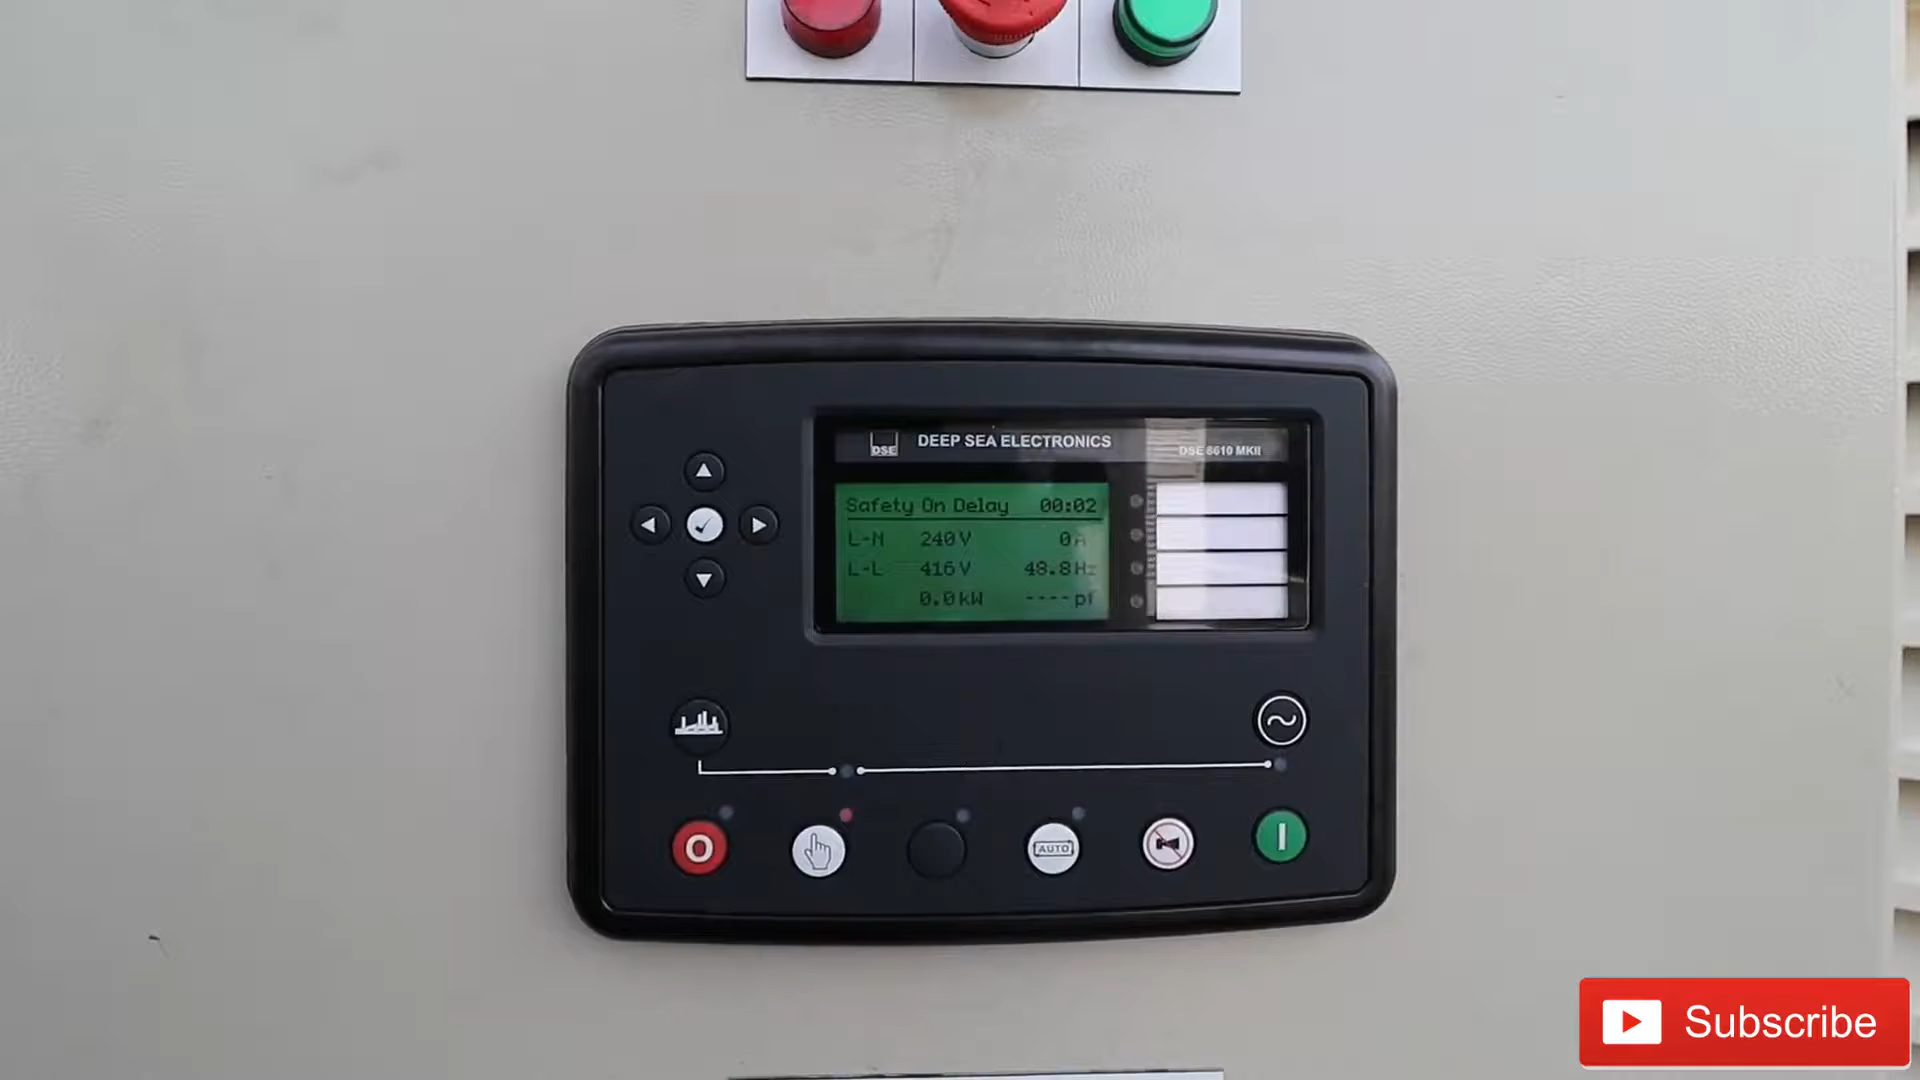 DSE DEEP SEA ELECTRONICS DSE 8610 MKII
Safety On Delay 00:02
L-N 240V 0A
L-L 416V 48.8Hz
0.0kW ----pf
O AUTO I
Subscribe